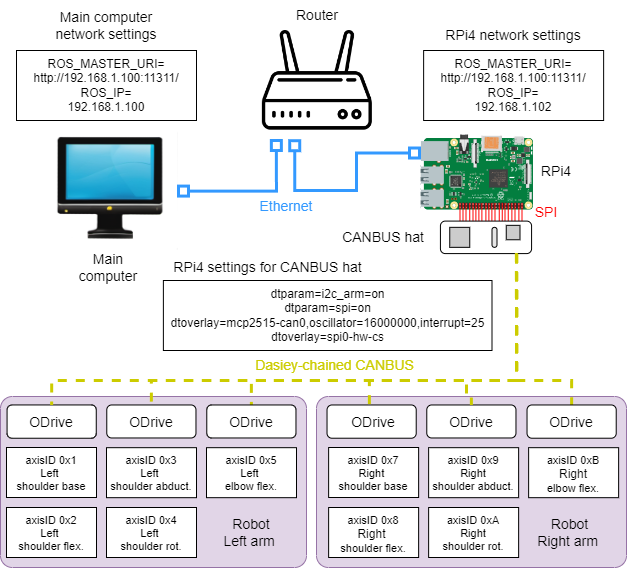 Main computer
network settings
ROS_MASTER_URI=
http://192.168.1.100:11311/
ROS_IP=
192.168.1.100
Router
RPi4 network settings
ROS_MASTER_URI=
http://192.168.1.100:11311/
ROS_IP=
192.168.1.102
Ethernet
RPi4
SPI
CANBUS hat
Main
computer
RPi4 settings for CANBUS hat
dtparam=i2c_arm=on
dtparam=spi=on
dtoverlay=mcp2515-can0,oscillator=16000000,interrupt=25
dtoverlay=spi0-hw-cs
Dasiey-chained CANBUS
ODrive
ODrive
ODrive
axisID 0x1
Left
shoulder base
axisID 0x3
Left
shoulder abduct.
axisID 0x5
Left
elbow flex.
axisID 0x2
Left
shoulder flex.
axisID 0x4
Left
shoulder rot.
Robot
Left arm
ODrive
ODrive
ODrive
axisID 0x7
Right
shoulder base
axisID 0x9
Right
shoulder abduct.
axisID 0xB
Right
elbow flex.
axisID 0x8
Right
shoulder flex.
axisID 0xA
Right
shoulder rot.
Robot
Right arm